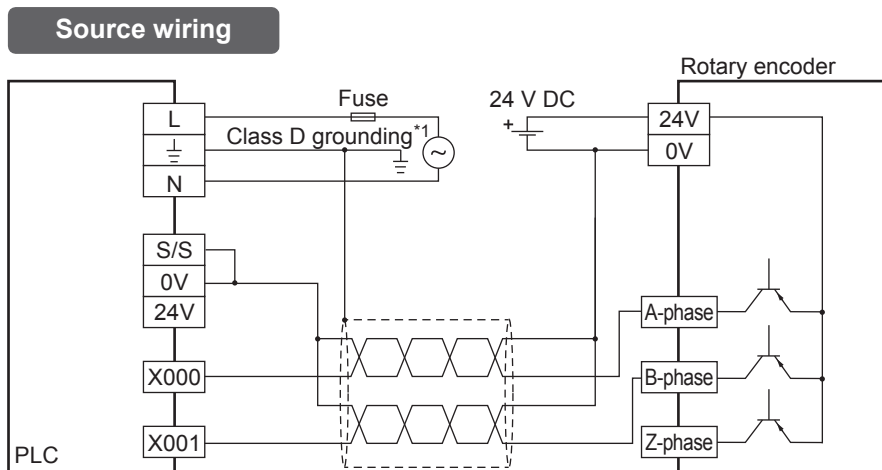 Source wiring
Rotary encoder
L
Fuse
24 V DC
24V
Class D grounding*1
+
~
0V
N
S/S
0V
24V
A-phase
X000
B-phase
X001
Z-phase
PLC